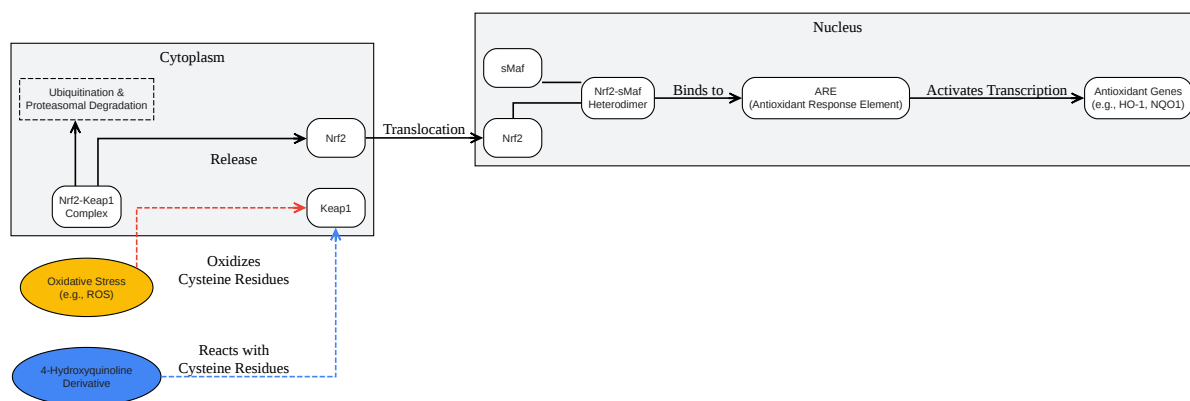 Nucleus
Cytoplasm
sMaf
Ubiquitination &
Proteasomal Degradation
Nrf2-sMaf
Heterodimer
Binds to
ARE
(Antioxidant Response Element)
Activates Transcription
Antioxidant Genes
(e.g., HO-1, NQO1)
Nrf2
Translocation
Nrf2
Release
Nrf2-Keap1
Complex
Keap1
Oxidizes
Cysteine Residues
Oxidative Stress
(e.g., ROS)
Reacts with
Cysteine Residues
4-Hydroxyquinoline
Derivative